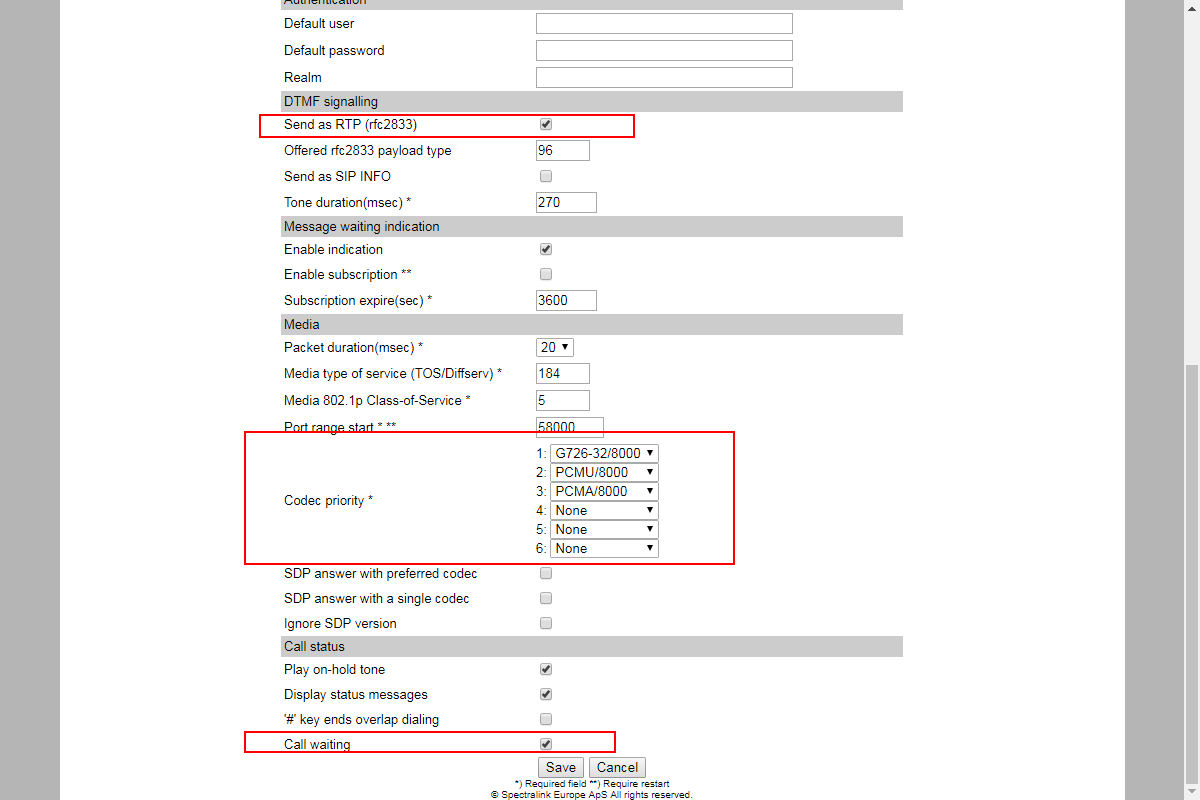 Authentication
Default user
Default password
Realm
DTMF signalling
Send as RTP (rfc2833)
Offered rfc2833 payload type 96
Send as SIP INFO
Tone duration(msec) * 270
Message waiting indication
Enable indication
Enable subscription **
Subscription expire(sec) * 3600
Media
Packet duration(msec) * 20
Media type of service (TOS/Diffserv) * 184
Media 802.1p Class-of-Service * 5
Port range start * ** 58000
Codec priority *
1: G726-32/8000
2: PCMU/8000
3: PCMA/8000
4: None
5: None
6: None
SDP answer with preferred codec
SDP answer with a single codec
Ignore SDP version
Call status
Play on-hold tone
Display status messages
'#' key ends overlap dialing
Call waiting
Save Cancel
*) Required field **) Require restart
© Spectralink Europe ApS All rights reserved.